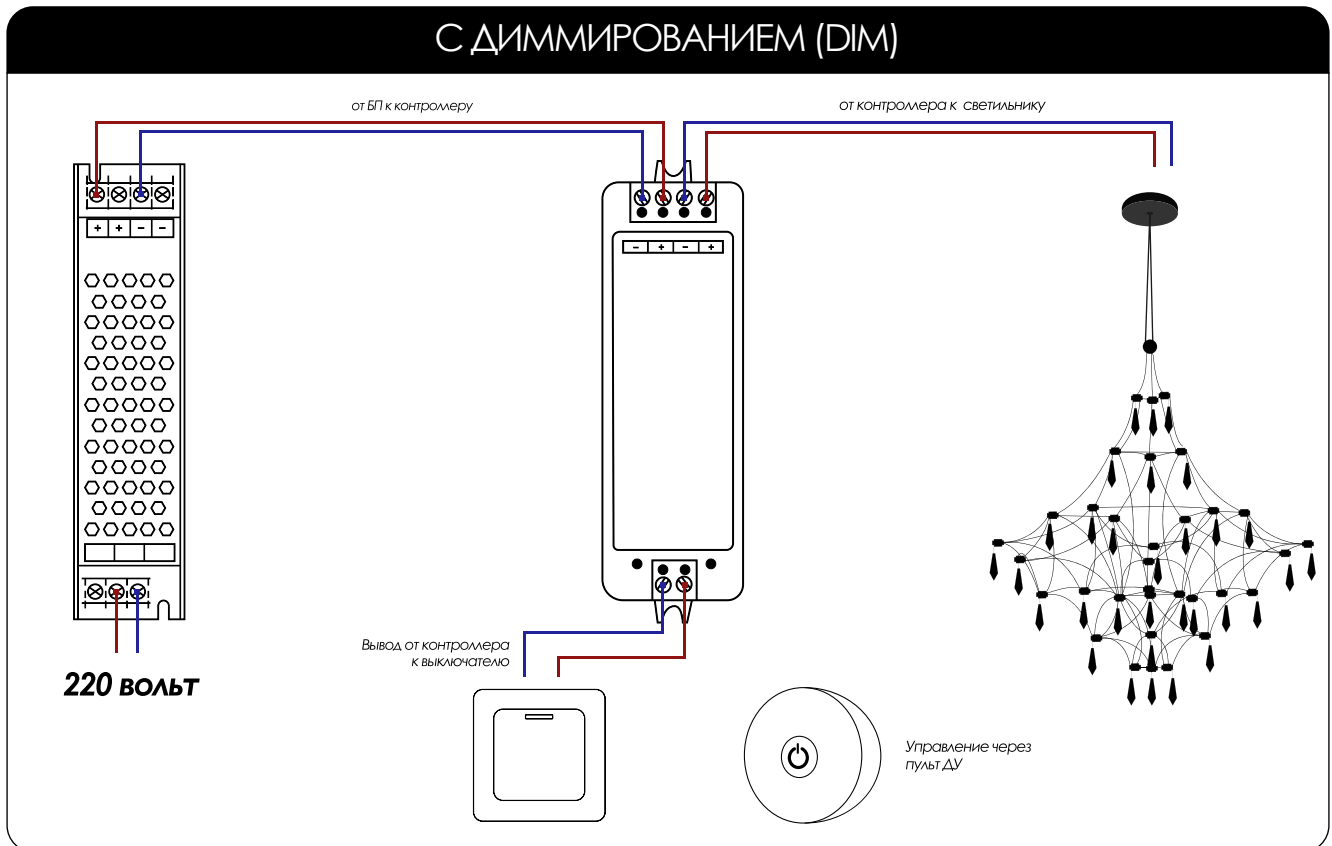 С ДИММИРОВАНИЕМ (DIM)
от БП к контроллеру
от контроллера к светильнику
+ + − −
− + − +
Вывод от контроллера
к выключателю
220 вольт
Управление через
пульт ДУ